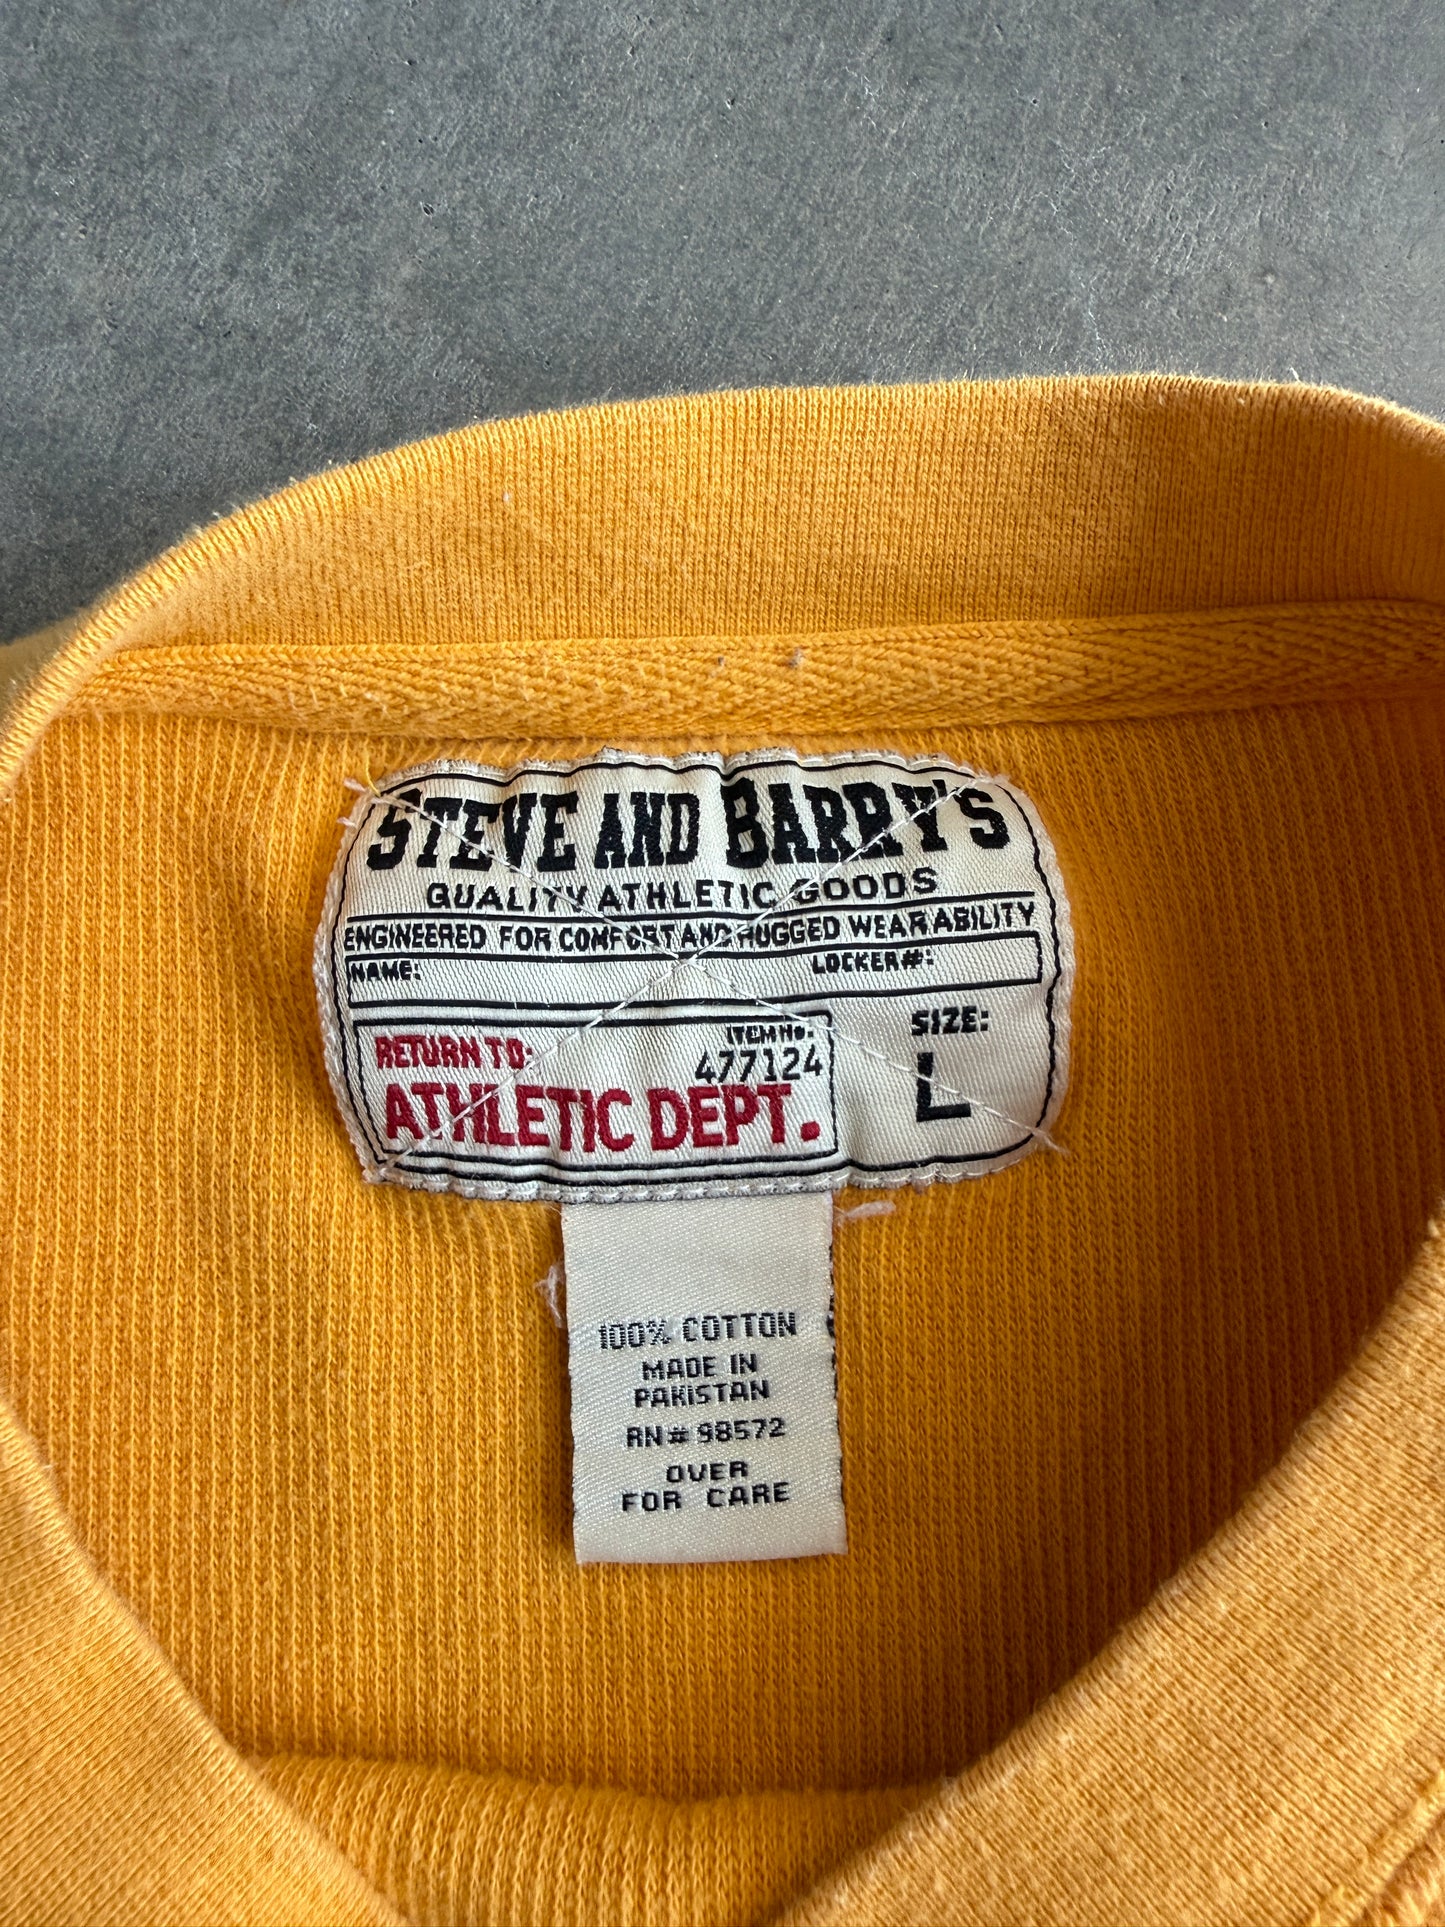 STEVE AND BARRY'S
QUALITY ATHLETIC GOODS
ENGINEERED FOR COMFORT AND RUGGED WEARABILITY
NAME: LOCKER#:
RETURN TO: ITEM No. 477124
ATHLETIC DEPT.
SIZE:
L
100% COTTON
MADE IN
PAKISTAN
RN# 98572
OVER
FOR CARE